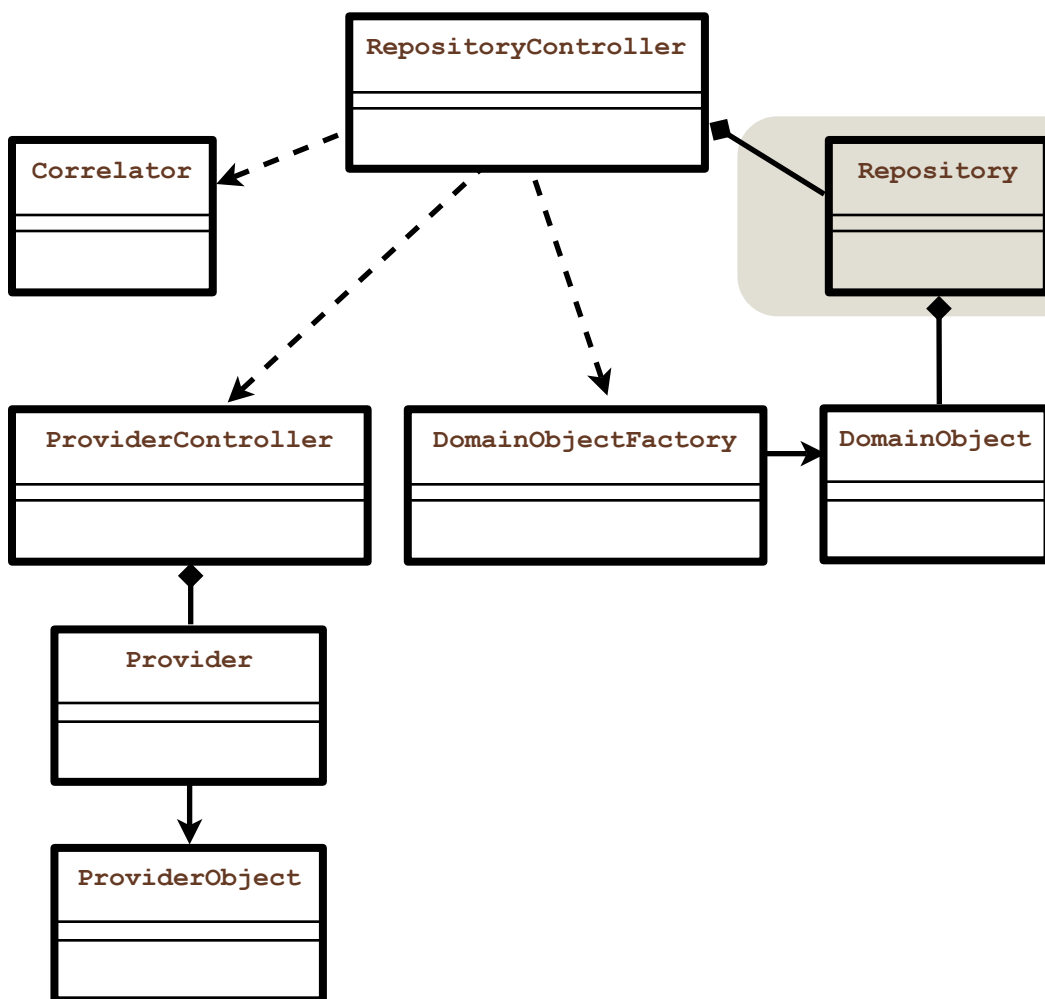 RepositoryController
Correlator
Repository
ProviderController
DomainObjectFactory
DomainObject
Provider
ProviderObject